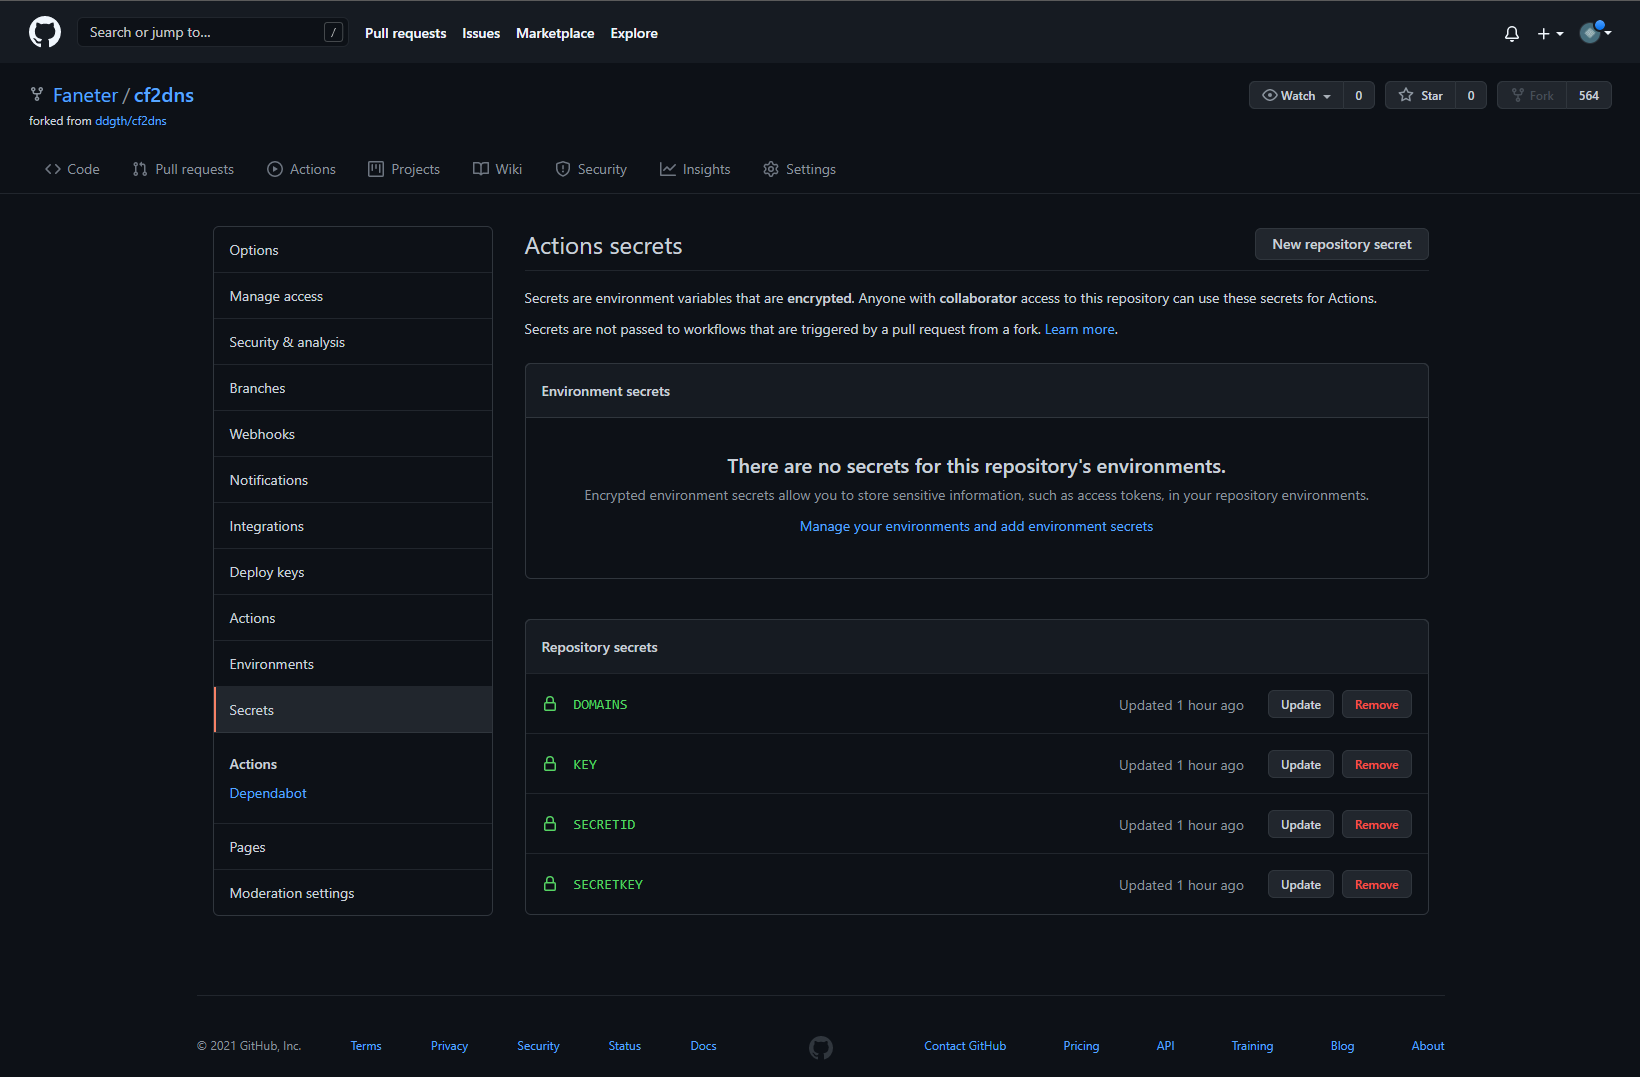 Search or jump to...
/
Pull requests
Issues
Marketplace
Explore
Faneter / cf2dns
forked from ddgth/cf2dns
Watch
0
Star
0
Fork
564
Code
Pull requests
Actions
Projects
Wiki
Security
Insights
Settings
Options
Manage access
Security & analysis
Branches
Webhooks
Notifications
Integrations
Deploy keys
Actions
Environments
Secrets
Actions
Dependabot
Pages
Moderation settings
Actions secrets
New repository secret
Secrets are environment variables that are encrypted. Anyone with collaborator access to this repository can use these secrets for Actions.
Secrets are not passed to workflows that are triggered by a pull request from a fork. Learn more.
Environment secrets
There are no secrets for this repository's environments.
Encrypted environment secrets allow you to store sensitive information, such as access tokens, in your repository environments.
Manage your environments and add environment secrets
Repository secrets
DOMAINS
Updated 1 hour ago
Update
Remove
KEY
Updated 1 hour ago
Update
Remove
SECRETID
Updated 1 hour ago
Update
Remove
SECRETKEY
Updated 1 hour ago
Update
Remove
© 2021 GitHub, Inc.
Terms
Privacy
Security
Status
Docs
Contact GitHub
Pricing
API
Training
Blog
About